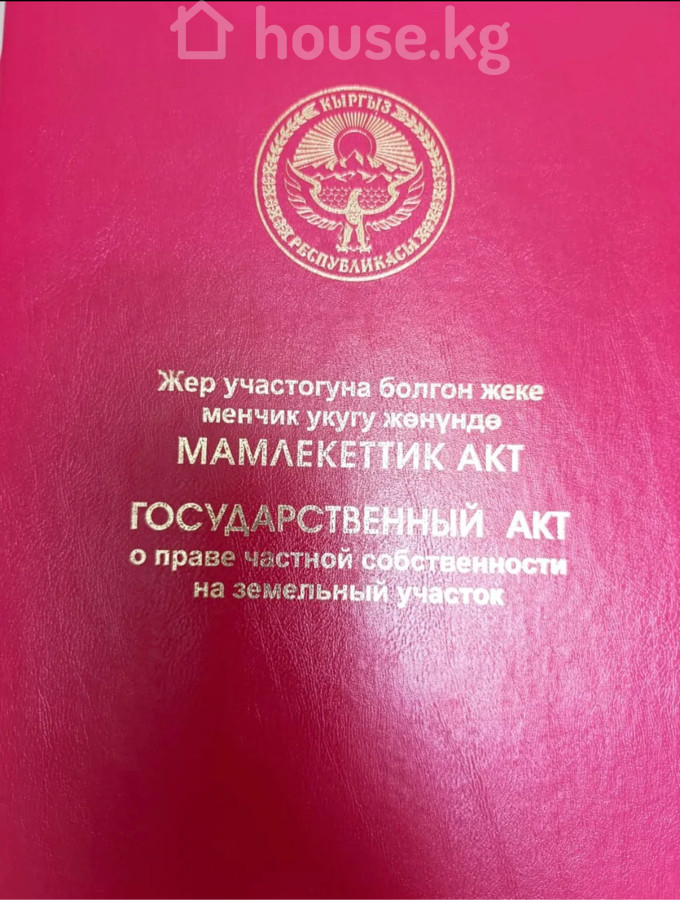 house.kg
КЫРГЫЗ
РЕСПУБЛИКАСЫ
Жер участогуна болгон жеке
менчик укугу жөнүндө
МАМЛЕКЕТТИК АКТ
ГОСУДАРСТВЕННЫЙ АКТ
о праве частной собственности
на земельный участок